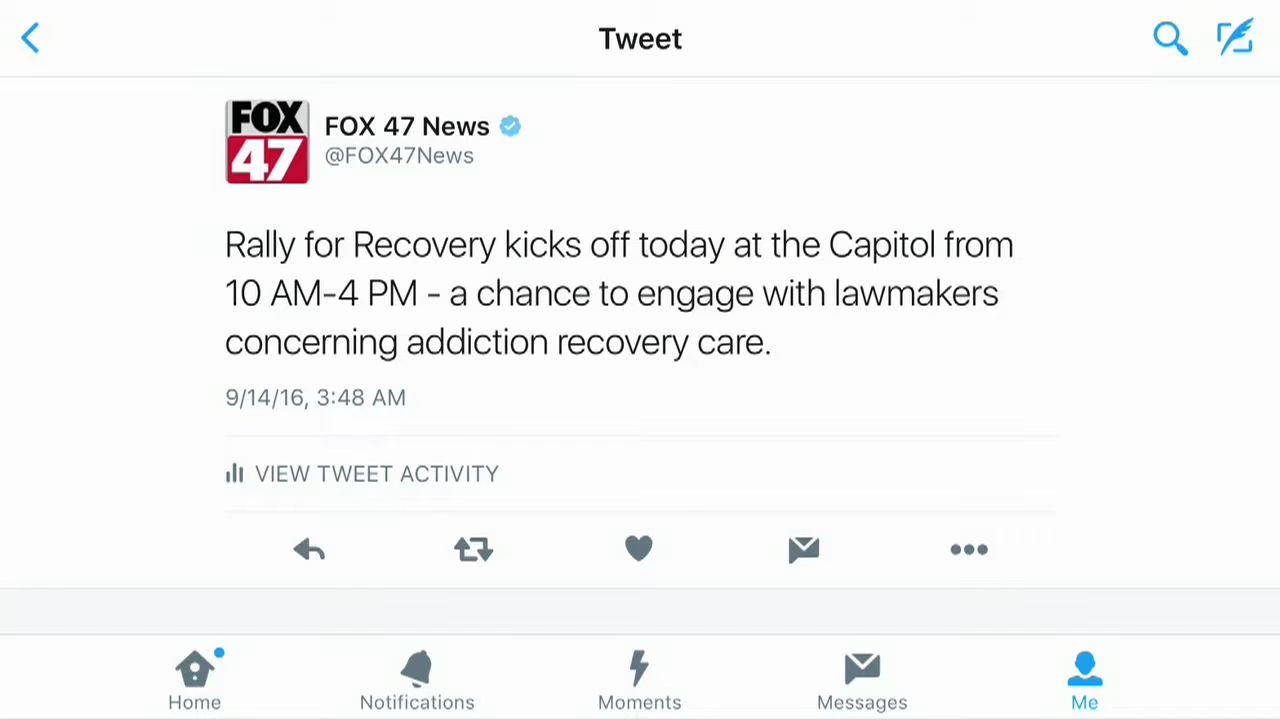 Tweet
FOX
47
FOX 47 News
@FOX47News
Rally for Recovery kicks off today at the Capitol from
10 AM-4 PM - a chance to engage with lawmakers
concerning addiction recovery care.
9/14/16, 3:48 AM
VIEW TWEET ACTIVITY
Home Notifications Moments Messages Me